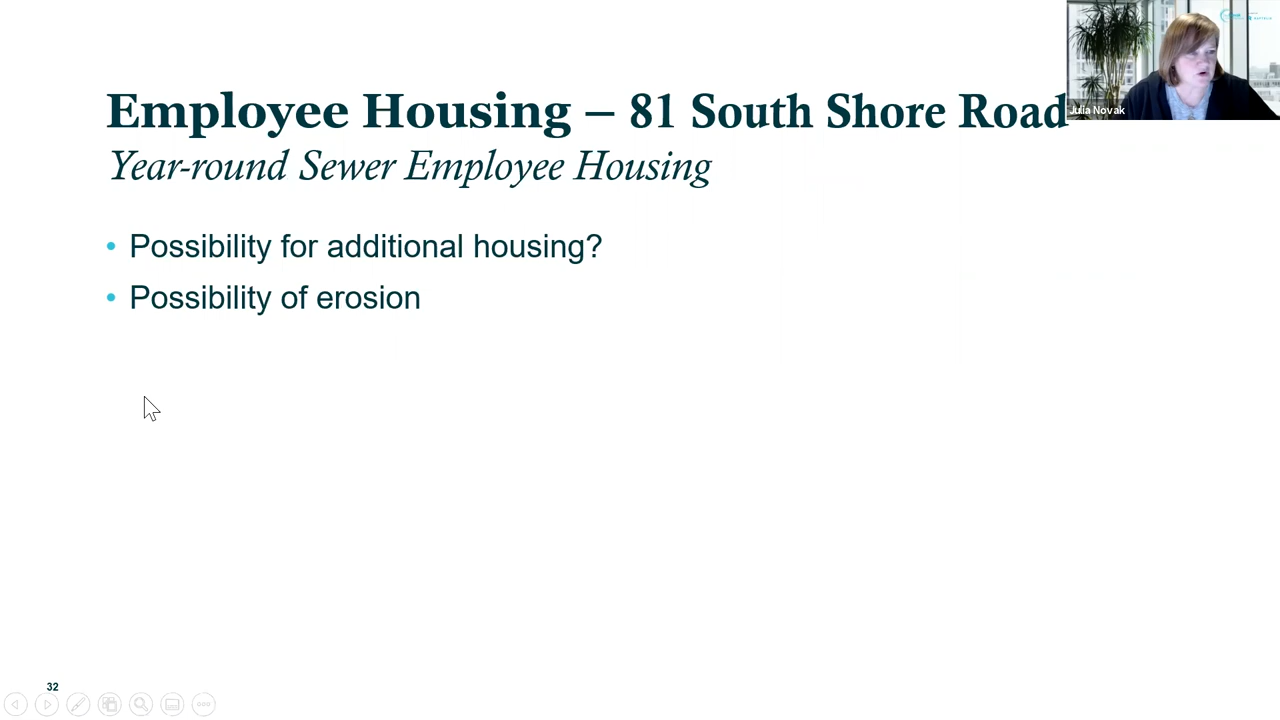 Employee Housing – 81 South Shore Road
Year-round Sewer Employee Housing
• Possibility for additional housing?
• Possibility of erosion
Julia Novak
32